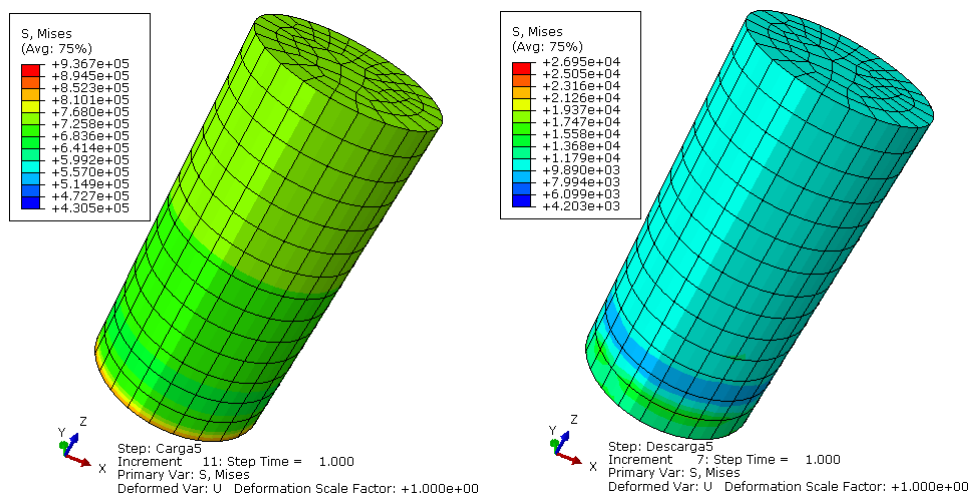 S, Mises
(Avg: 75%)
+9.367e+05
+8.945e+05
+8.523e+05
+8.101e+05
+7.680e+05
+7.258e+05
+6.836e+05
+6.414e+05
+5.992e+05
+5.570e+05
+5.149e+05
+4.727e+05
+4.305e+05
Y
Z
X
Step: Carga5
Increment 11: Step Time = 1.000
Primary Var: S, Mises
Deformed Var: U Deformation Scale Factor: +1.000e+00
S, Mises
(Avg: 75%)
+2.695e+04
+2.505e+04
+2.316e+04
+2.126e+04
+1.937e+04
+1.747e+04
+1.558e+04
+1.368e+04
+1.179e+04
+9.890e+03
+7.994e+03
+6.099e+03
+4.203e+03
Y
Z
X
Step: Descarga5
Increment 7: Step Time = 1.000
Primary Var: S, Mises
Deformed Var: U Deformation Scale Factor: +1.000e+00